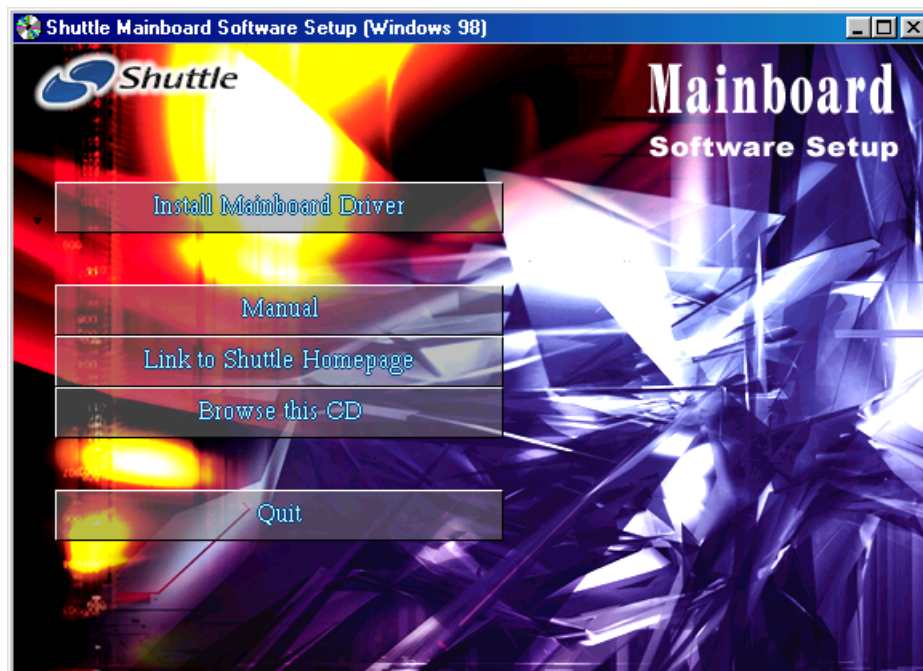 Shuttle Mainboard Software Setup (Windows 98)
Shuttle
Mainboard
Software Setup
Install Mainboard Driver
Manual
Link to Shuttle Homepage
Browse this CD
Quit